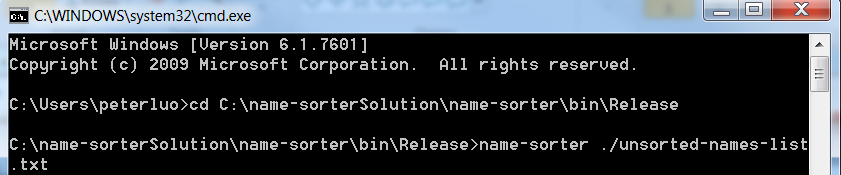 C:\WINDOWS\system32\cmd.exe
Microsoft Windows [Version 6.1.7601]
Copyright (c) 2009 Microsoft Corporation.  All rights reserved.
C:\Users\peterluo>cd C:\name-sorterSolution\name-sorter\bin\Release
C:\name-sorterSolution\name-sorter\bin\Release>name-sorter ./unsorted-names-list
.txt